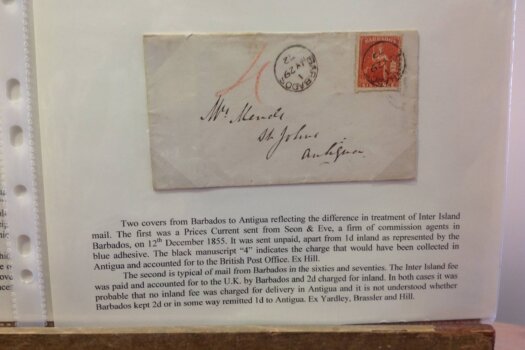 BARBADOS
BARBADOS
1
JY 29
72
Mr. Mends
St Johns
Antigua.
Two covers from Barbados to Antigua reflecting the difference in treatment of Inter Island
mail. The first was a Prices Current sent from Seon & Eve, a firm of commission agents in
Barbados, on 12th December 1855. It was sent unpaid, apart from 1d inland as represented by the
blue adhesive. The black manuscript "4" indicates the charge that would have been collected in
Antigua and accounted for to the British Post Office. Ex Hill.
The second is typical of mail from Barbados in the sixties and seventies. The Inter Island fee
was paid and accounted for to the U.K. by Barbados and 2d charged for inland. In both cases it was
probable that no inland fee was charged for delivery in Antigua and it is not understood whether
Barbados kept 2d or in some way remitted 1d to Antigua. Ex Yardley, Brassler and Hill.